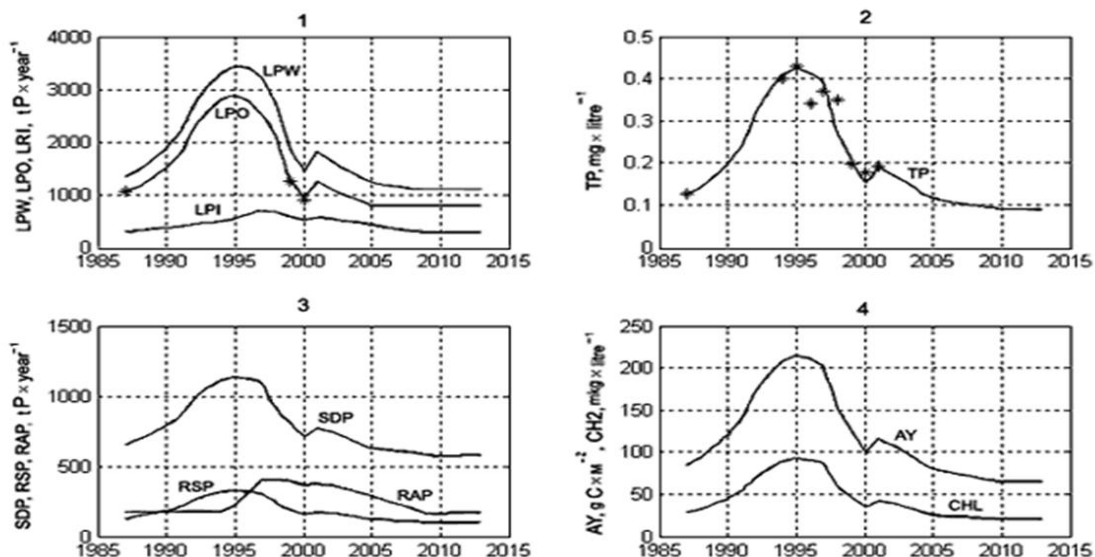 1
LPW, LPO, LRI, tP×year⁻¹
4000
3000
2000
1000
0
LPW
LPO
LPI
1985 1990 1995 2000 2005 2010 2015
2
TP, mg×litre⁻¹
0.5
0.4
0.3
0.2
0.1
0
TP
1985 1990 1995 2000 2005 2010 2015
3
SDP, RSP, RAP, tP×year⁻¹
1500
1000
500
0
SDP
RSP
RAP
1985 1990 1995 2000 2005 2010 2015
4
AY, g C×м⁻², CH2, mkg×litre⁻¹
250
200
150
100
50
0
AY
CHL
1985 1990 1995 2000 2005 2010 2015